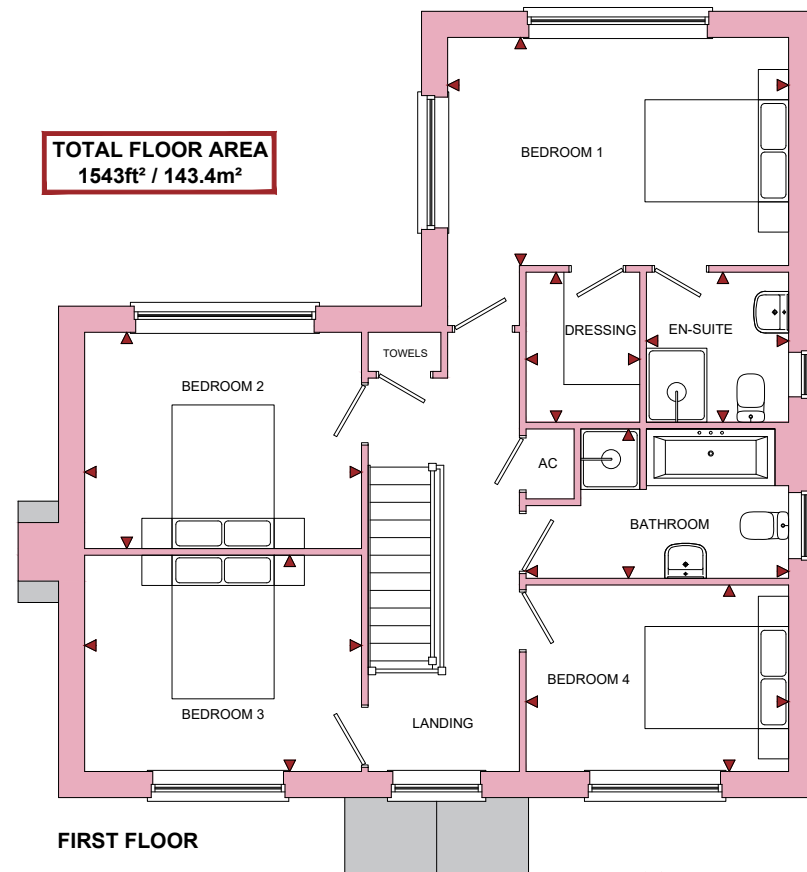 TOTAL FLOOR AREA
1543ft² / 143.4m²
BEDROOM 1
DRESSING
EN-SUITE
TOWELS
BEDROOM 2
AC
BATHROOM
BEDROOM 4
BEDROOM 3
LANDING
FIRST FLOOR